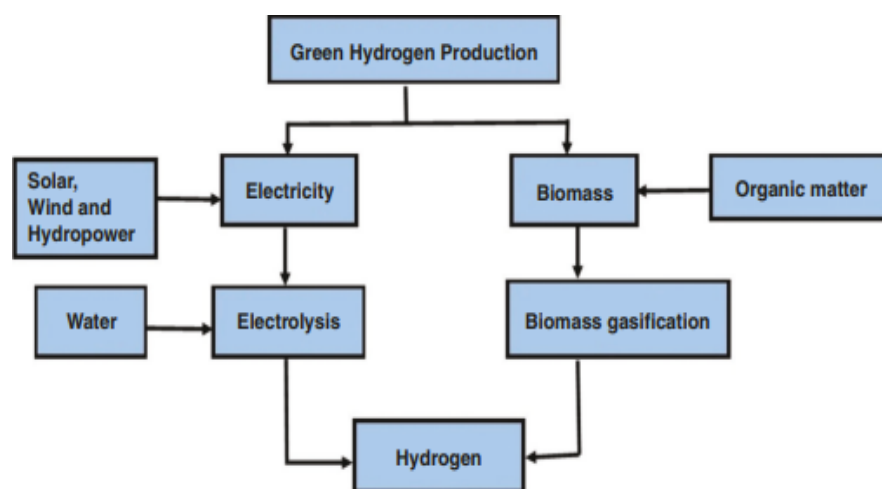 Green Hydrogen Production
Solar,
Wind and
Hydropower
Electricity
Biomass
Organic matter
Water
Electrolysis
Biomass gasification
Hydrogen